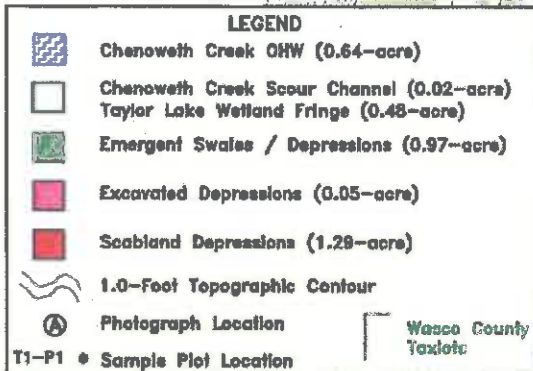 LEGEND
Chenoweth Creek OHW (0.64-acre)
Chenoweth Creek Scour Channel (0.02-acre)
Taylor Lake Wetland Fringe (0.48-acre)
Emergent Swales / Depressions (0.97-acre)
Excavated Depressions (0.05-acre)
Scabland Depressions (1.29-acre)
1.0-Foot Topographic Contour
A Photograph Location
T1-P1 Sample Plot Location
Wasco County
Taxlots